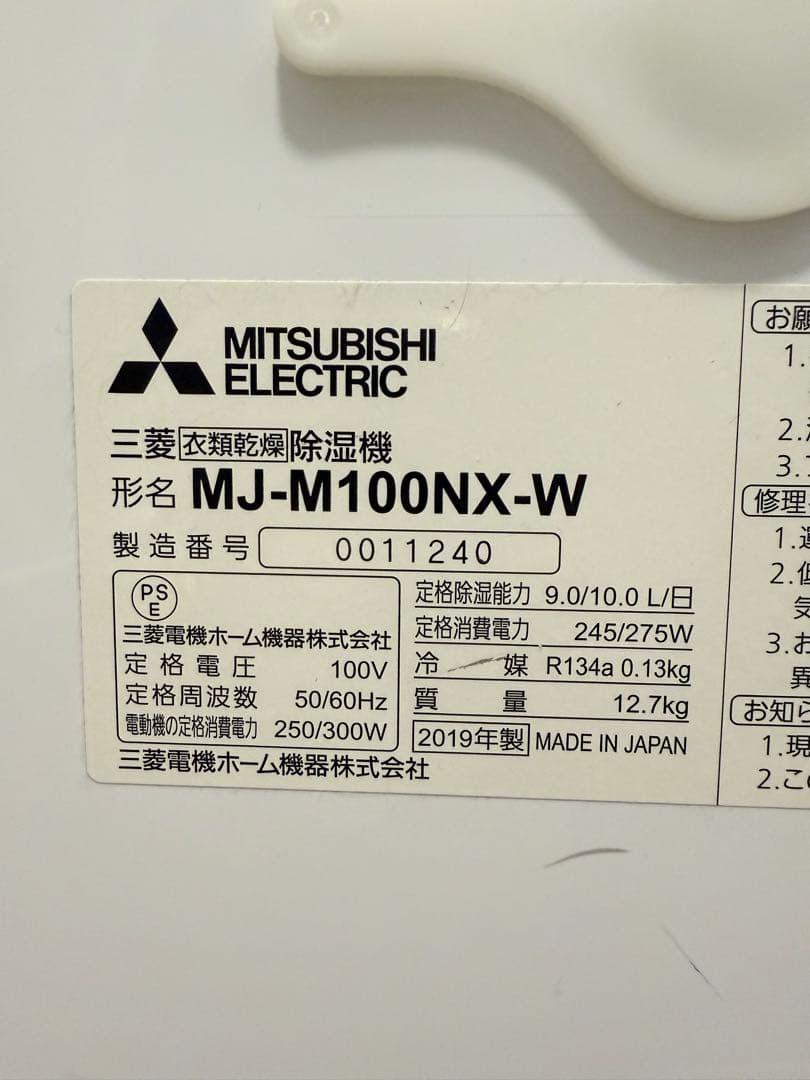 MITSUBISHI
ELECTRIC
三菱衣類乾燥除湿機
形名 MJ-M100NX-W
製造番号 0011240
PS
E
三菱電機ホーム機器株式会社
定格電圧 100V
定格周波数 50/60Hz
電動機の定格消費電力 250/300W
定格除湿能力 9.0/10.0 L/日
定格消費電力 245/275W
冷媒 R134a 0.13kg
質量 12.7kg
2019年製 MADE IN JAPAN
三菱電機ホーム機器株式会社
お願
1.
2.
3.
修理
1.
2.
3.お
お知ら
1.現
2.こ